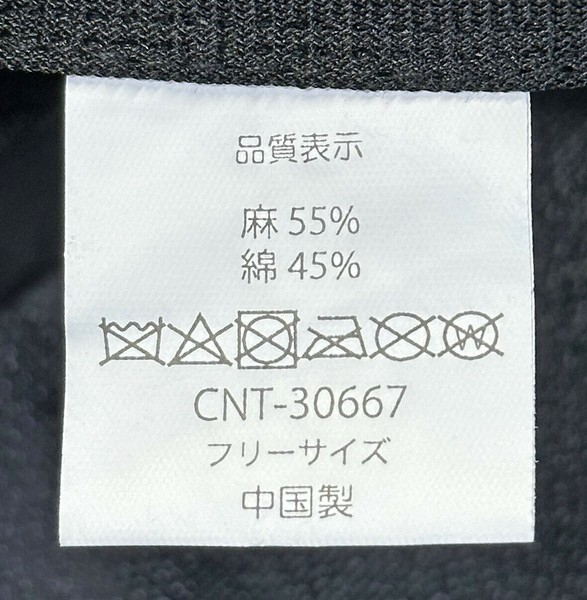 品質表示
麻 55%
綿 45%
CNT-30667
フリーサイズ
中国製